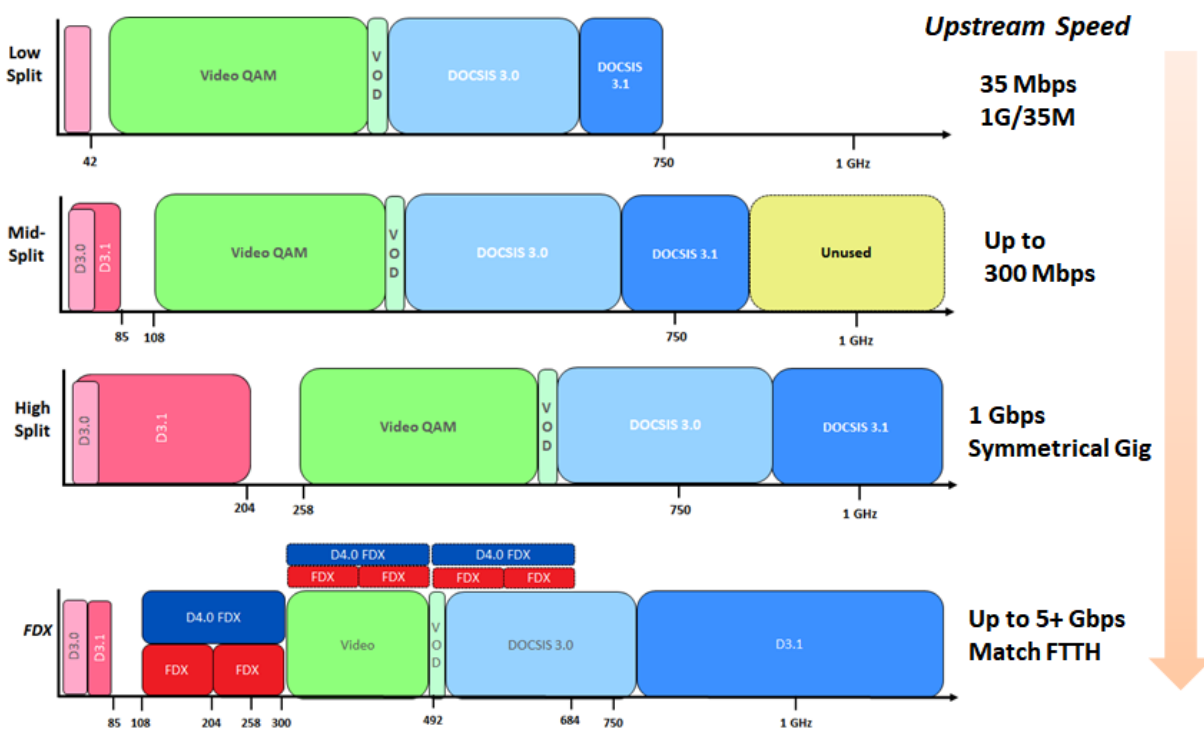 Upstream Speed
Low
Split
Video QAM
V
O
D
DOCSIS 3.0
DOCSIS
3.1
35 Mbps
1G/35M
42
750
1 GHz
Mid-
Split
D3.0
D3.1
Video QAM
V
O
D
DOCSIS 3.0
DOCSIS 3.1
Unused
Up to
300 Mbps
85
108
750
1 GHz
High
Split
D3.0
D3.1
Video QAM
V
O
D
DOCSIS 3.0
DOCSIS 3.1
1 Gbps
Symmetrical Gig
204
258
750
1 GHz
D4.0 FDX
D4.0 FDX
FDX
FDX
FDX
FDX
FDX
D3.0
D3.1
D4.0 FDX
FDX
FDX
Video
V
O
D
DOCSIS 3.0
D3.1
Up to 5+ Gbps
Match FTTH
85
108
204
258
300
492
684
750
1 GHz